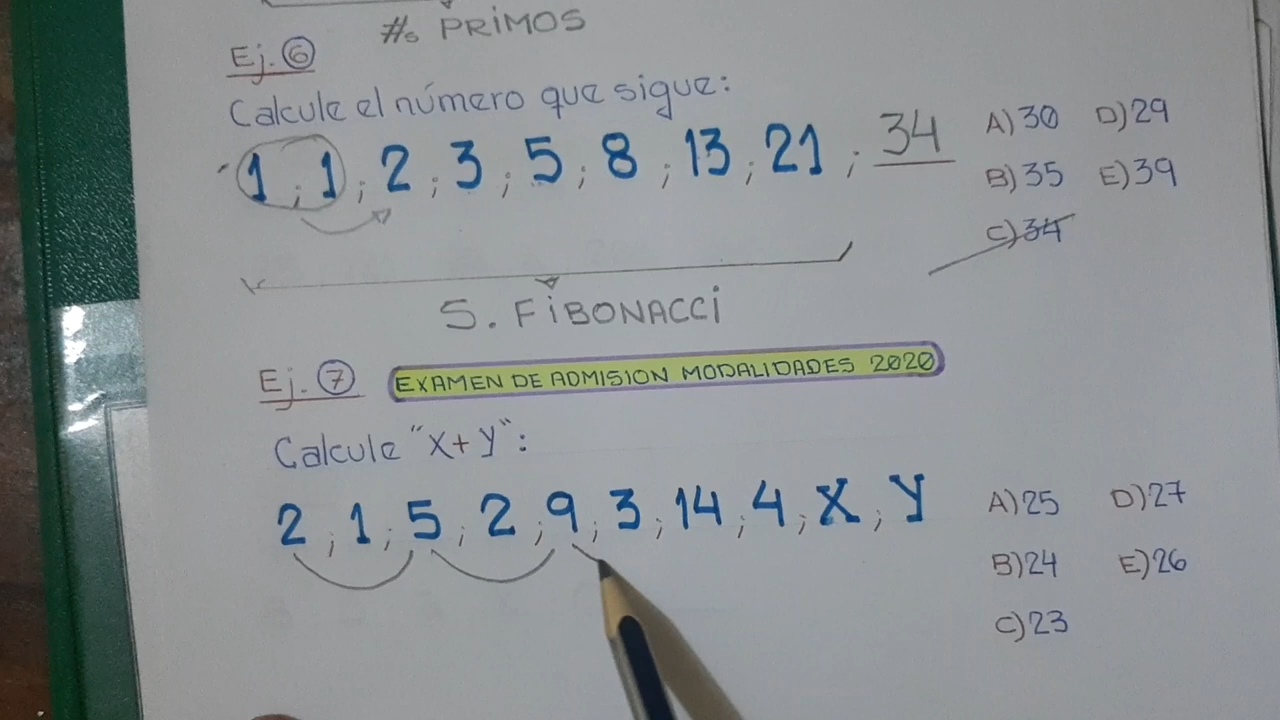 #s PRIMOS
Ej. 6
Calcule el número que sigue:
1 ; 1 ; 2 ; 3 ; 5 ; 8 ; 13 ; 21 ; 34
A) 30 D) 29
B) 35 E) 39
C) 34
S. FIBONACCI
Ej. 7 EXAMEN DE ADMISION MODALIDADES 2020
Calcule "x+y":
2 ; 1 ; 5 ; 2 ; 9 ; 3 ; 14 ; 4 ; X ; Y
A) 25 D) 27
B) 24 E) 26
C) 23